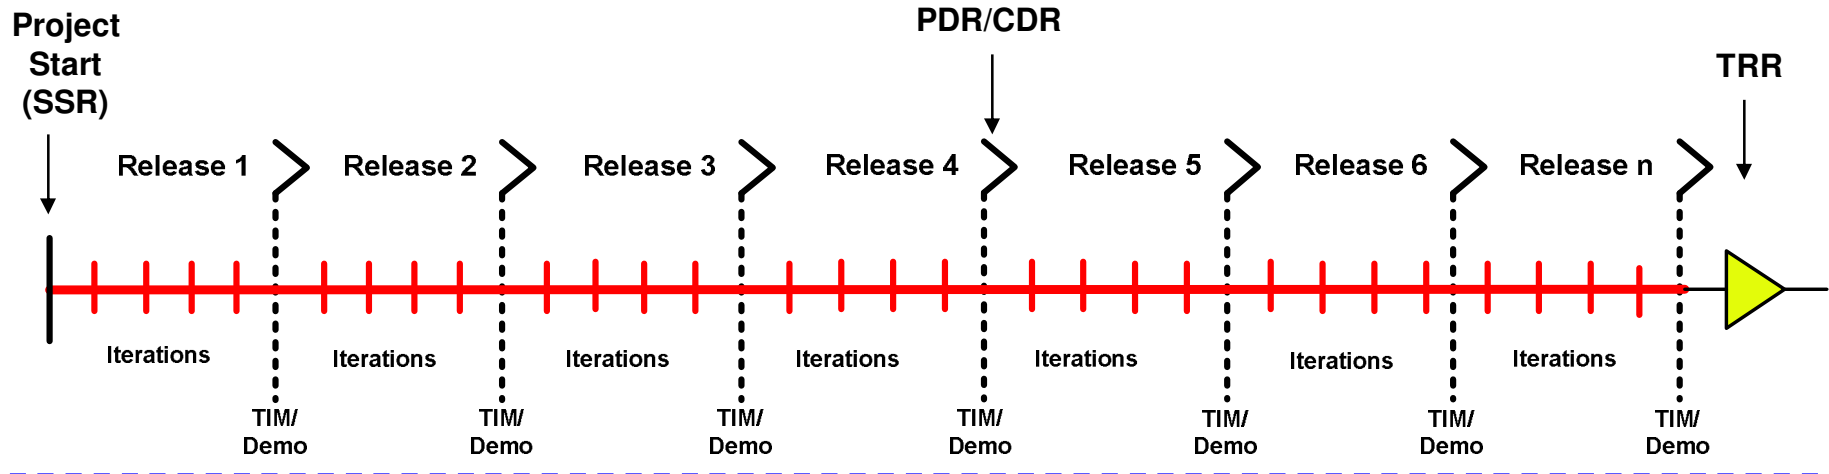 Project
Start
(SSR)
PDR/CDR
TRR
Release 1
Release 2
Release 3
Release 4
Release 5
Release 6
Release n
Iterations
Iterations
Iterations
Iterations
Iterations
Iterations
Iterations
TIM/
Demo
TIM/
Demo
TIM/
Demo
TIM/
Demo
TIM/
Demo
TIM/
Demo
TIM/
Demo